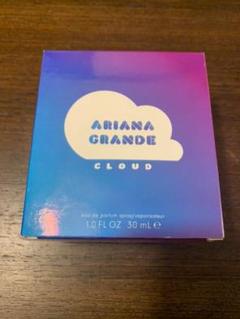 ARIANA
GRANDE
CLOUD
eau de parfum spray/vaporisateur
1.0 FL OZ 30 mL ℮